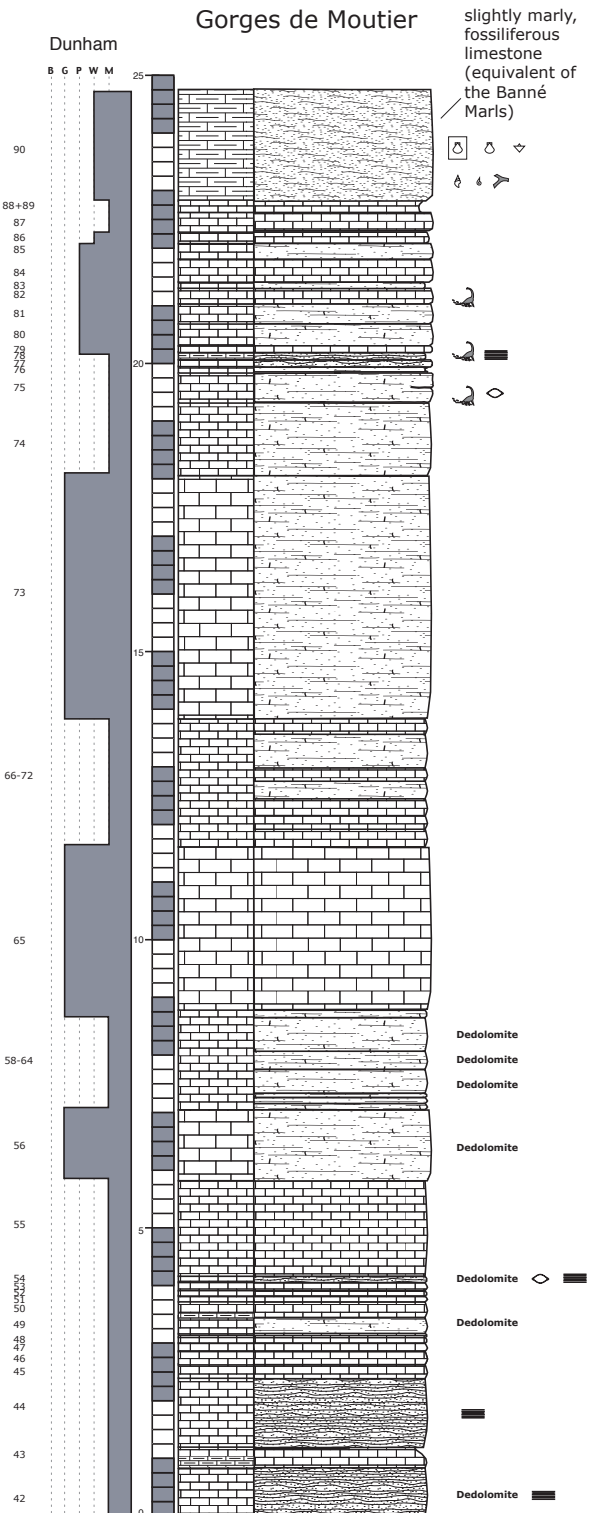 Gorges de Moutier
slightly marly,
fossiliferous
limestone
(equivalent of
the Banné
Marls)
Dunham
B G P W M
25
90
88+89
87
86
85
84
83
82
81
80
79
78
20
77
76
75
74
73
15
66-72
10
65
58-64
Dedolomite
Dedolomite
Dedolomite
56
Dedolomite
55
5
54
Dedolomite
53
52
51
50
49
Dedolomite
48
47
46
45
44
43
42
Dedolomite
0